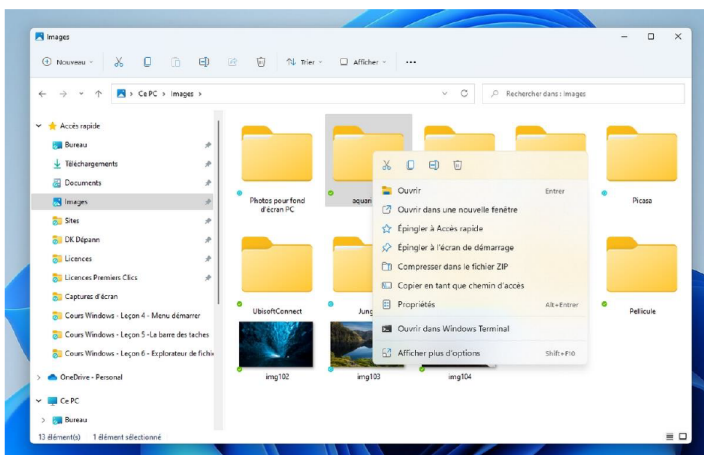 Images
Nouveau
Trier
Afficher
Ce PC > Images >
Rechercher dans : Images
Accès rapide
Bureau
Téléchargements
Documents
Images
Sites
DK Dépann
Licences
Licences Premiers Clics
Captures d'écran
Cours Windows - Leçon 4 - Menu démarrer
Cours Windows - Leçon 5 -La barre des taches
Cours Windows - Leçon 6 - Explorateur de fichie
OneDrive - Personal
Ce PC
Bureau
Photos pour fond
d'écran PC
aquar
Picasa
UbisoftConnect
Jung
Pellicule
img102
img103
img104
Ouvrir Entrer
Ouvrir dans une nouvelle fenêtre
Épingler à Accès rapide
Épingler à l'écran de démarrage
Compresser dans le fichier ZIP
Copier en tant que chemin d'accès
Propriétés Alt+Entrer
Ouvrir dans Windows Terminal
Afficher plus d'options Shift+F10
13 élément(s) 1 élément sélectionné